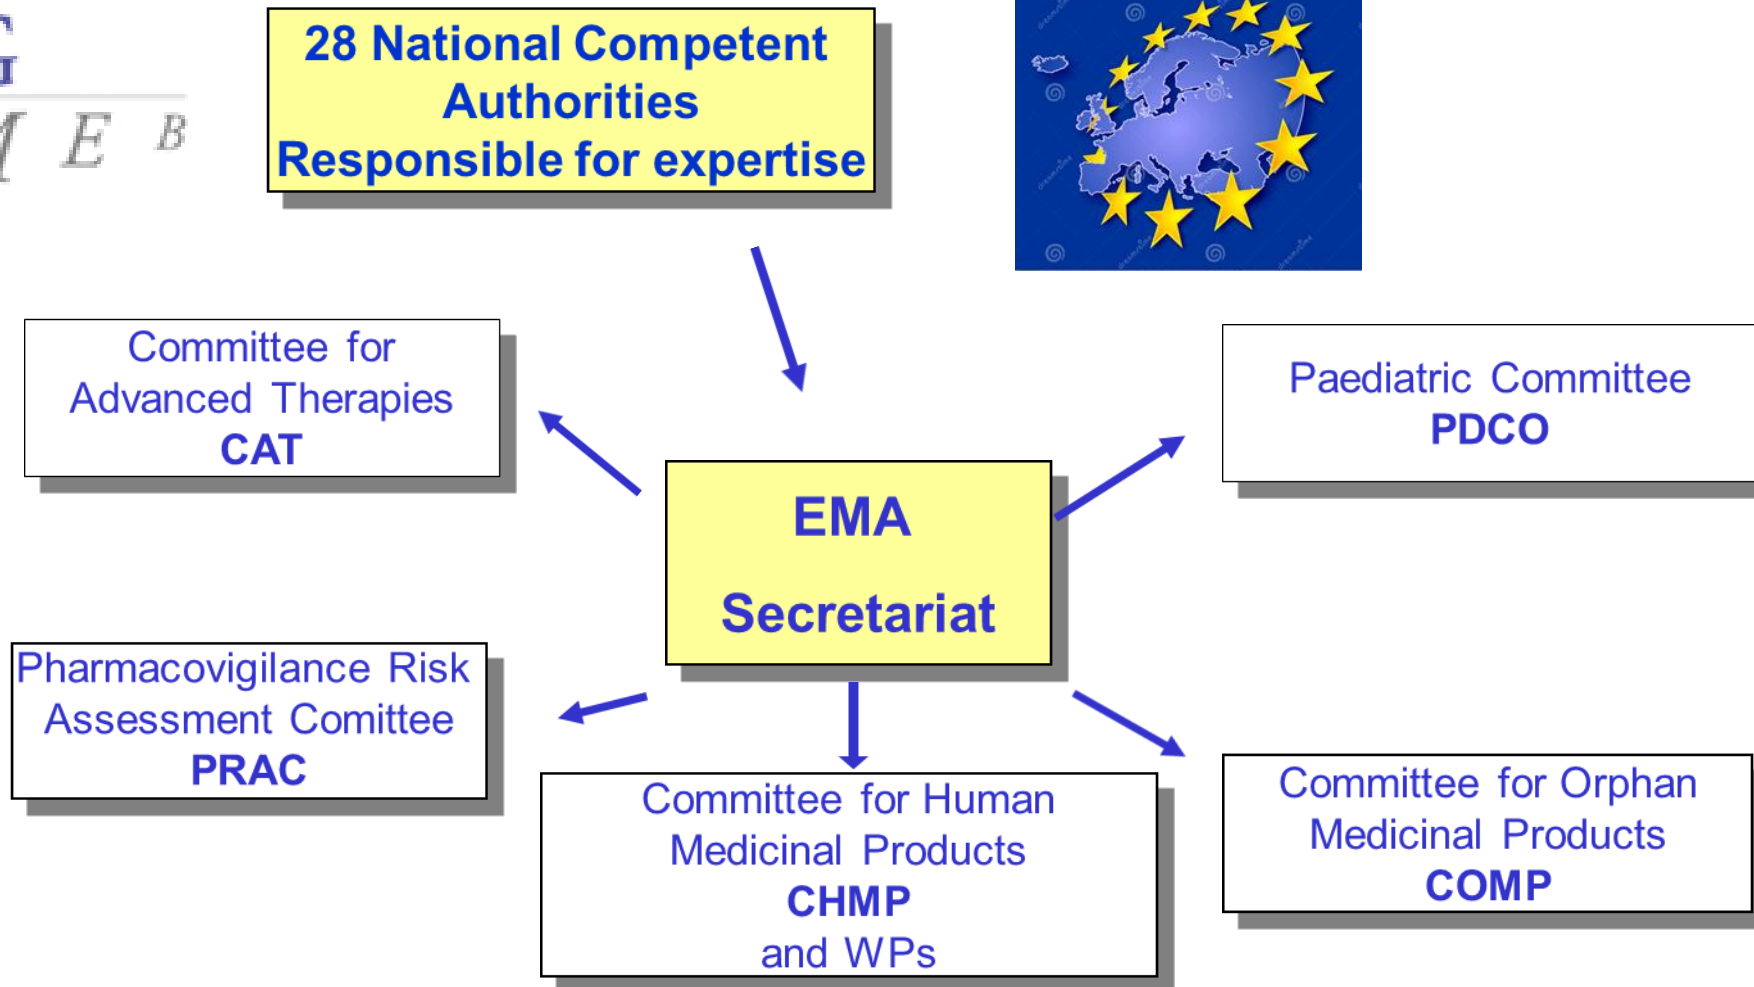 G
M E B
28 National Competent
Authorities
Responsible for expertise
Committee for
Advanced Therapies
CAT
Paediatric Committee
PDCO
EMA
Secretariat
Pharmacovigilance Risk
Assessment Comittee
PRAC
Committee for Human
Medicinal Products
CHMP
and WPs
Committee for Orphan
Medicinal Products
COMP